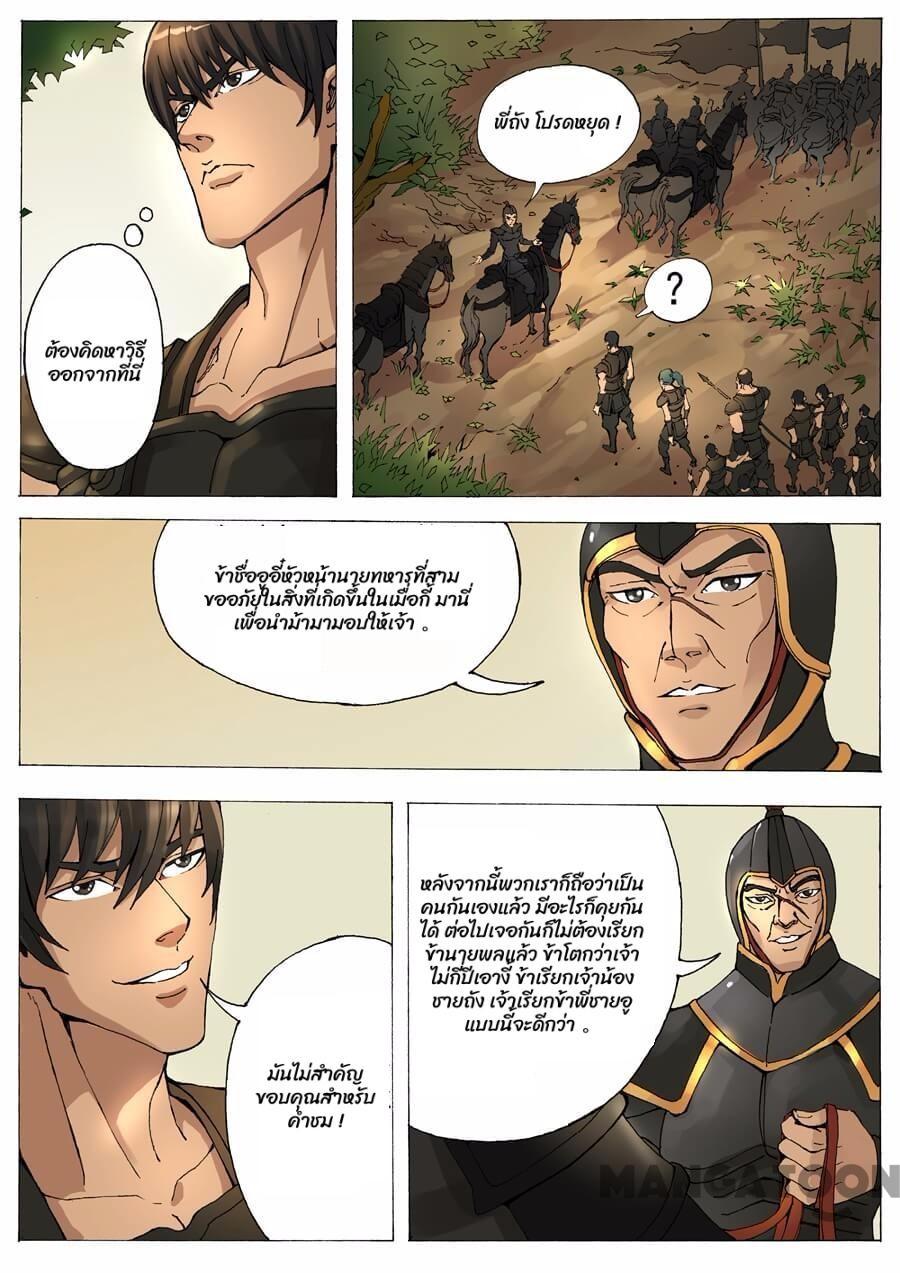 ต้องคิดหาวิธี
ออกจากที่นี่
พี่ถัง โปรดหยุด !
?
ข้าชื่ออูอี๋หัวหน้านายทหารที่สาม
ขออภัยในสิ่งที่เกิดขึ้นในเมื่อกี้ มานี่
เพื่อนำม้ามามอบให้เจ้า 。
หลังจากนี้พวกเราก็ถือว่าเป็น
คนกันเองแล้ว มีอะไรก็คุยกัน
ได้ ต่อไปเจอกันก็ไม่ต้องเรียก
ข้านายพลแล้ว ข้าโตกว่าเจ้า
ไม่กี่ปีเอางี้ ข้าเรียกเจ้าน้อง
ชายถัง เจ้าเรียกข้าพี่ชายอู
แบบนี้จะดีกว่า 。
มันไม่สำคัญ
ขอบคุณสำหรับ
คำชม !
MANGATOON